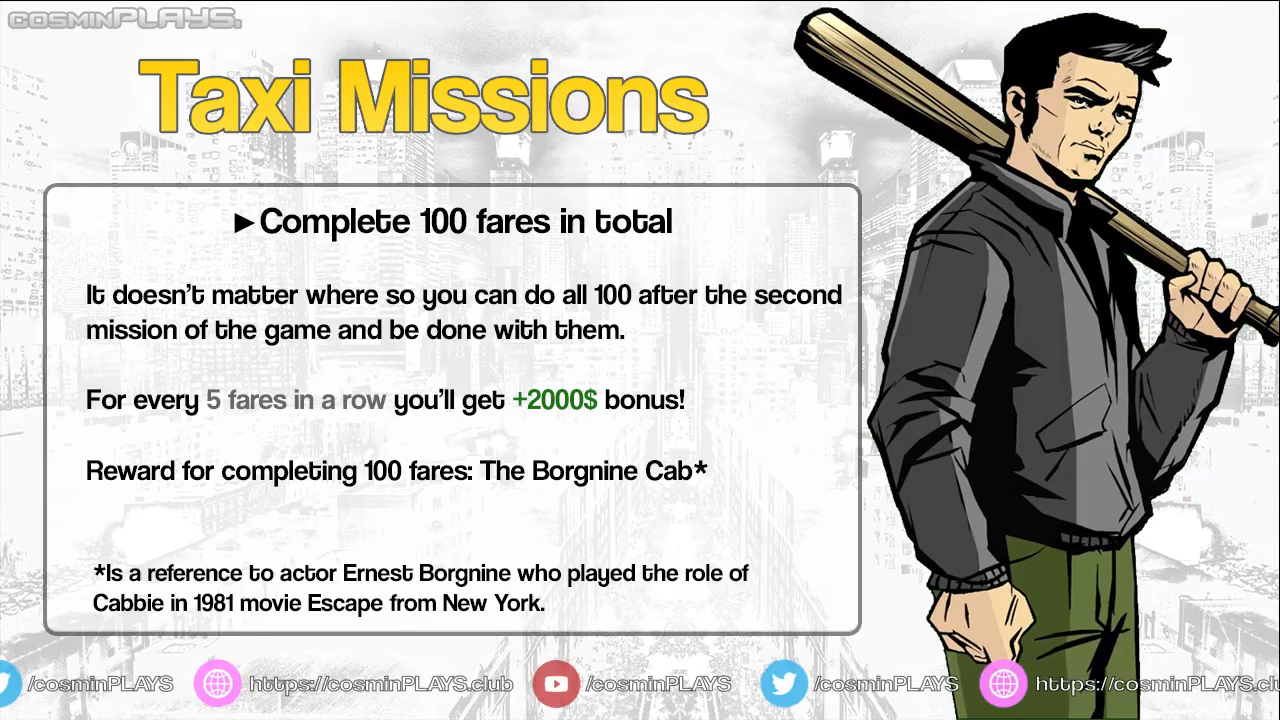 cosminPLAYS.
Taxi Missions
►Complete 100 fares in total
It doesn't matter where so you can do all 100 after the second
mission of the game and be done with them.
For every 5 fares in a row you'll get +2000$ bonus!
Reward for completing 100 fares: The Borgnine Cab*
*Is a reference to actor Ernest Borgnine who played the role of
Cabbie in 1981 movie Escape from New York.
/cosminPLAYS https://cosminPLAYS.club /cosminPLAYS /cosminPLAYS https://cosminPLAYS.clu